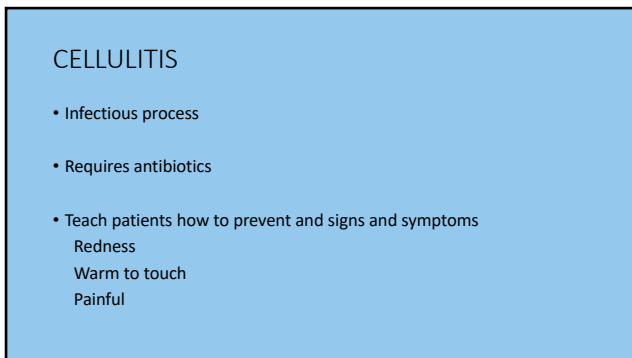 CELLULITIS
• Infectious process
• Requires antibiotics
• Teach patients how to prevent and signs and symptoms
Redness
Warm to touch
Painful